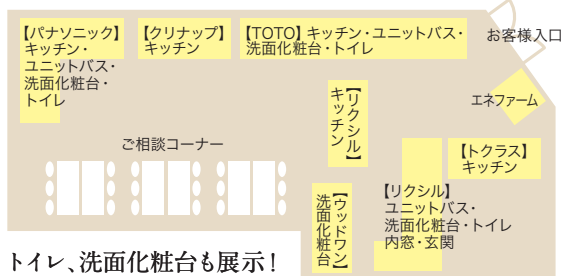 【パナソニック】
キッチン・
ユニットバス・
洗面化粧台・
トイレ
【クリナップ】
キッチン
【TOTO】キッチン・ユニットバス・
洗面化粧台・トイレ
お客様入口
エネファーム
【リクシル】
キッチン
【トクラス】
キッチン
ご相談コーナー
【ウッドワン】
洗面化粧台
【リクシル】
ユニットバス・
洗面化粧台・トイレ
内窓・玄関
トイレ、洗面化粧台も展示！